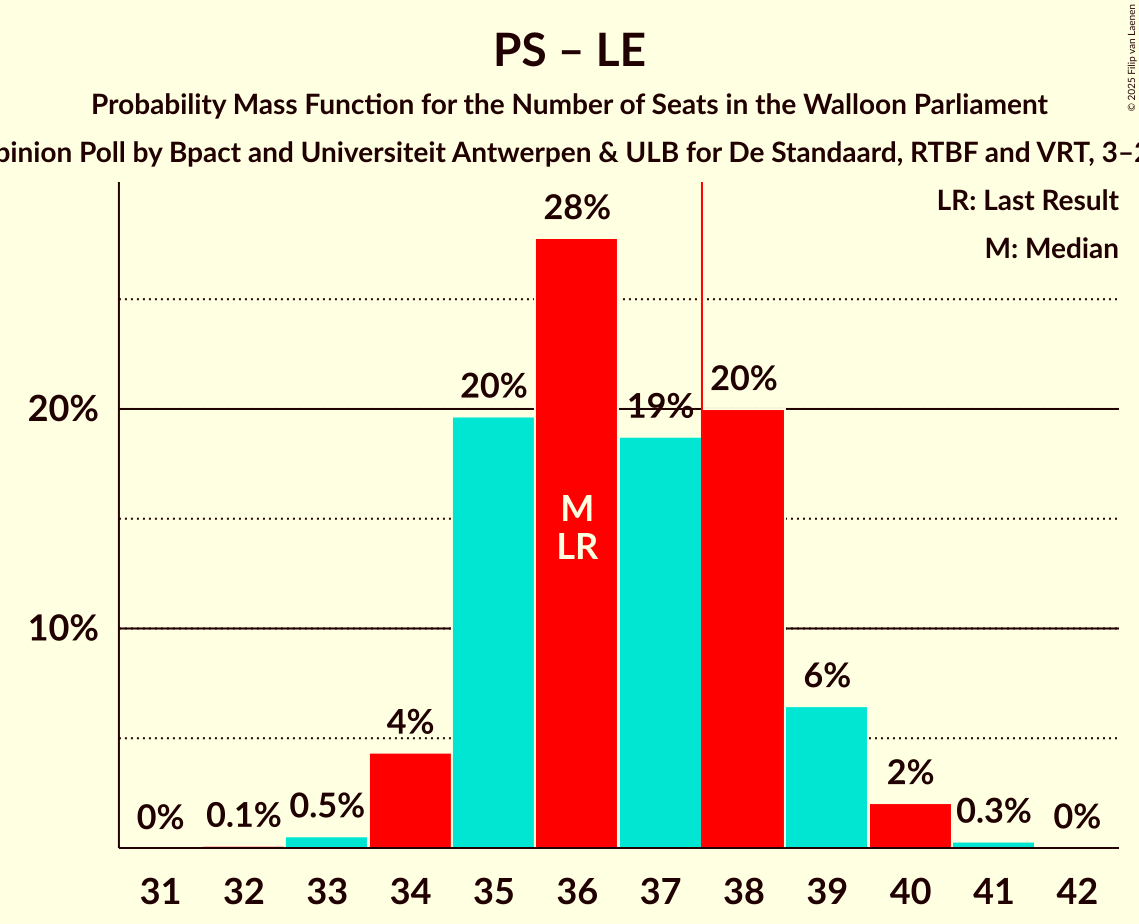 PS – LE
Probability Mass Function for the Number of Seats in the Walloon Parliament
Poll by Bpact and Universiteit Antwerpen & ULB for De Standaard, RTBF and VRT,
© 2025 Filip van Laenen
LR: Last Result
M: Median
28%
20%
20%
19%
20%
M
LR
10%
6%
4%
2%
0%
0.1%
0.5%
0.3%
0%
31 32 33 34 35 36 37 38 39 40 41 42